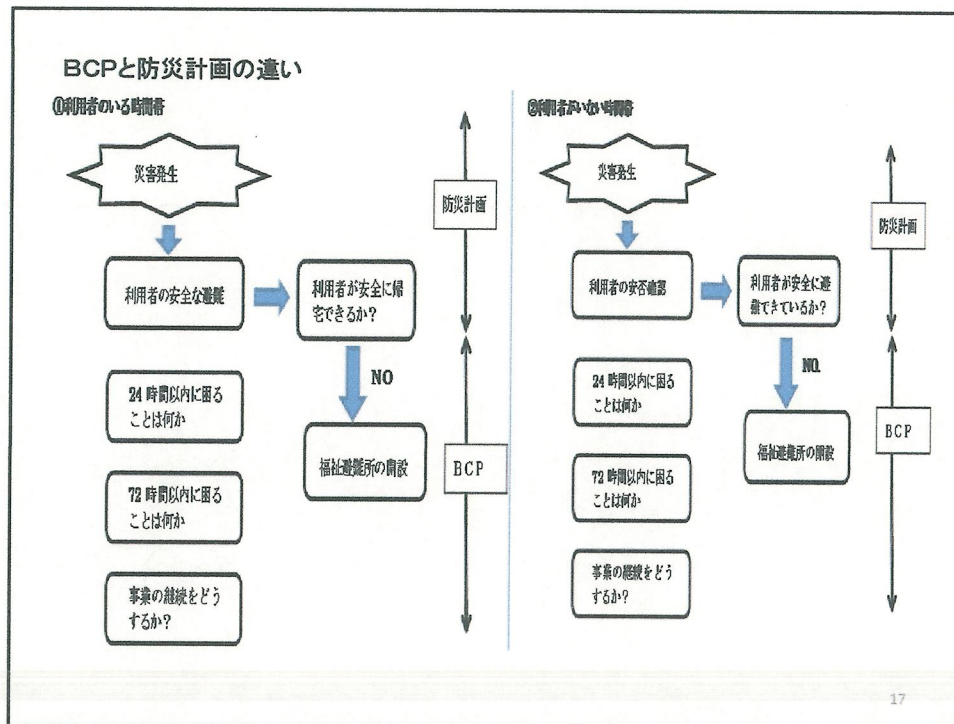 BCPと防災計画の違い
①利用者のいる時間帯
災害発生
利用者の安全な避難
利用者が安全に帰
宅できるか？
NO
24 時間以内に困る
ことは何か
福祉避難所の開設
72 時間以内に困る
ことは何か
事業の継続をどう
するか？
防災計画
BCP
②利用者がいない時間帯
災害発生
利用者の安否確認
利用者が安全に避
難できているか？
NO
24 時間以内に困る
ことは何か
福祉避難所の開設
72 時間以内に困る
ことは何か
事業の継続をどう
するか？
防災計画
BCP
17